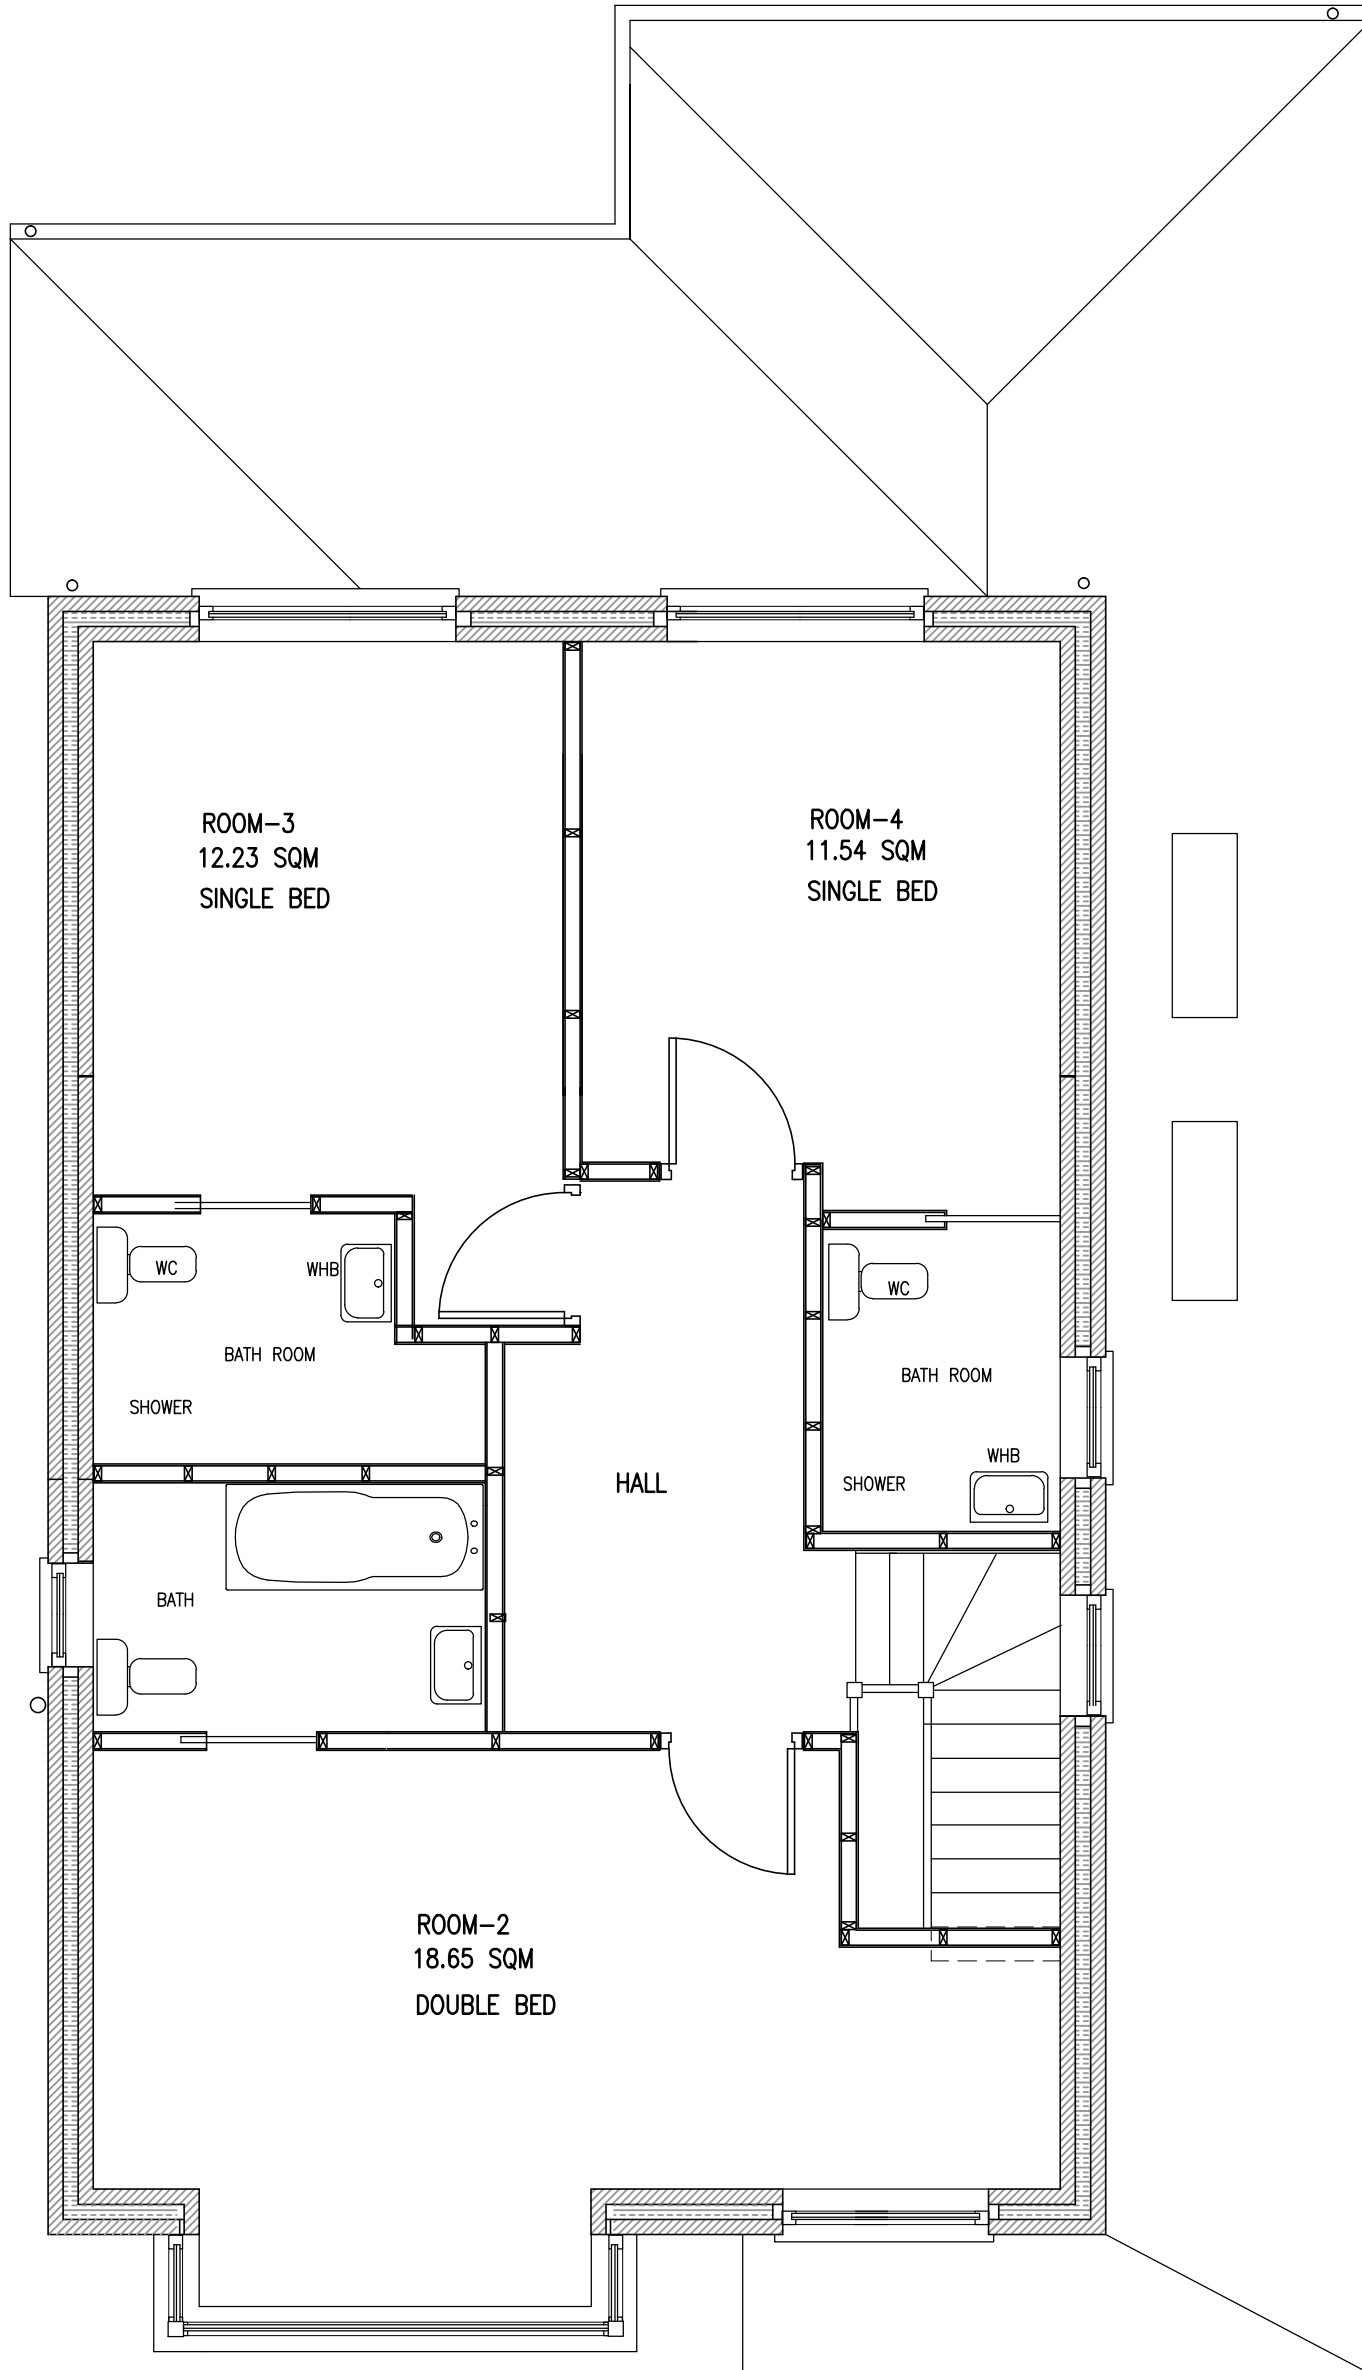 ROOM-3
12.23 SQM
SINGLE BED
ROOM-4
11.54 SQM
SINGLE BED
WC
WHB
BATH ROOM
SHOWER
WC
BATH ROOM
WHB
SHOWER
HALL
BATH
ROOM-2
18.65 SQM
DOUBLE BED